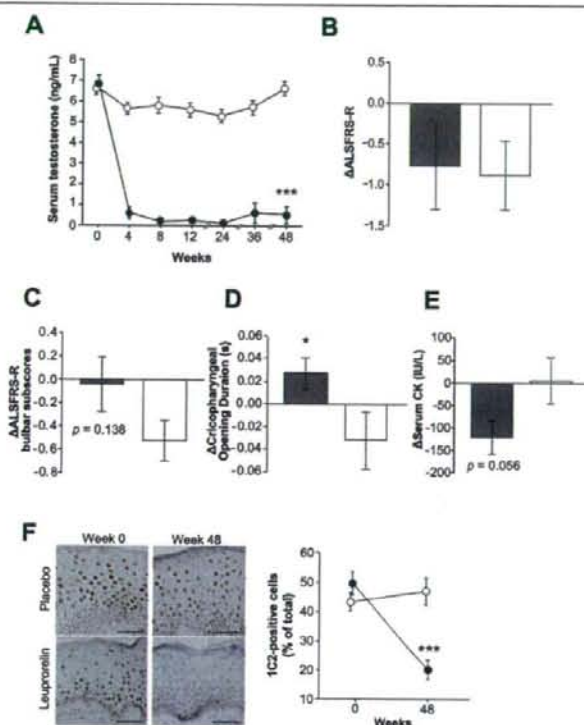 A
Serum testosterone (ng/mL)
8
7
6
5
4
3
2
1
0
***
0 4 8 12 24 36 48
Weeks
B
ΔALSFRS-R
0.0
−0.5
−1.0
−1.5
C
ΔALSFRS-R
bulbar subscores
0.4
0.2
0.0
−0.2
−0.4
−0.6
−0.8
p = 0.138
D
ΔCricopharyngeal
Opening Duraion (s)
0.06
0.04
0.02
0.00
−0.02
−0.04
−0.06
*
E
ΔSerum CK (IU/L)
100
50
0
−50
−100
−150
−200
p = 0.056
F
Week 0 Week 48
Placebo
Leuprorelin
1C2-positive cells
(% of total)
60
50
40
30
20
10
***
0 48
Weeks